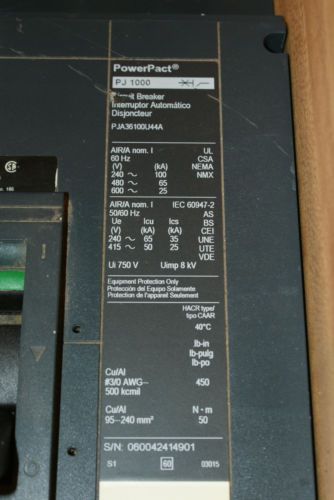 PowerPact®
PJ 1000
Circuit Breaker
Interruptor Automático
Disjoncteur
PJA36100U44A
AIR/A nom. I UL
60 Hz CSA
(V) (kA) NEMA
240 ~ 100 NMX
480 ~ 65
600 ~ 25
AIR/A nom. I IEC 60947-2
50/60 Hz AS
Ue Icu Ics BS
(V) (kA) (kA) CEI
240 ~ 65 35 UNE
415 ~ 50 25 UTE
VDE
Ui 750 V Uimp 8 kV
Equipment Protection Only
Protección del Equipo Solamente
Protection de l'appareil Seulement
HACR type/
tipo CAAR
40°C
lb-in
lb-pulg
lb-po
Cu/Al
#3/0 AWG– 450
500 kcmil
Cu/Al N·m
95–240 mm² 50
S/N: 060042414901
S1 60 03015